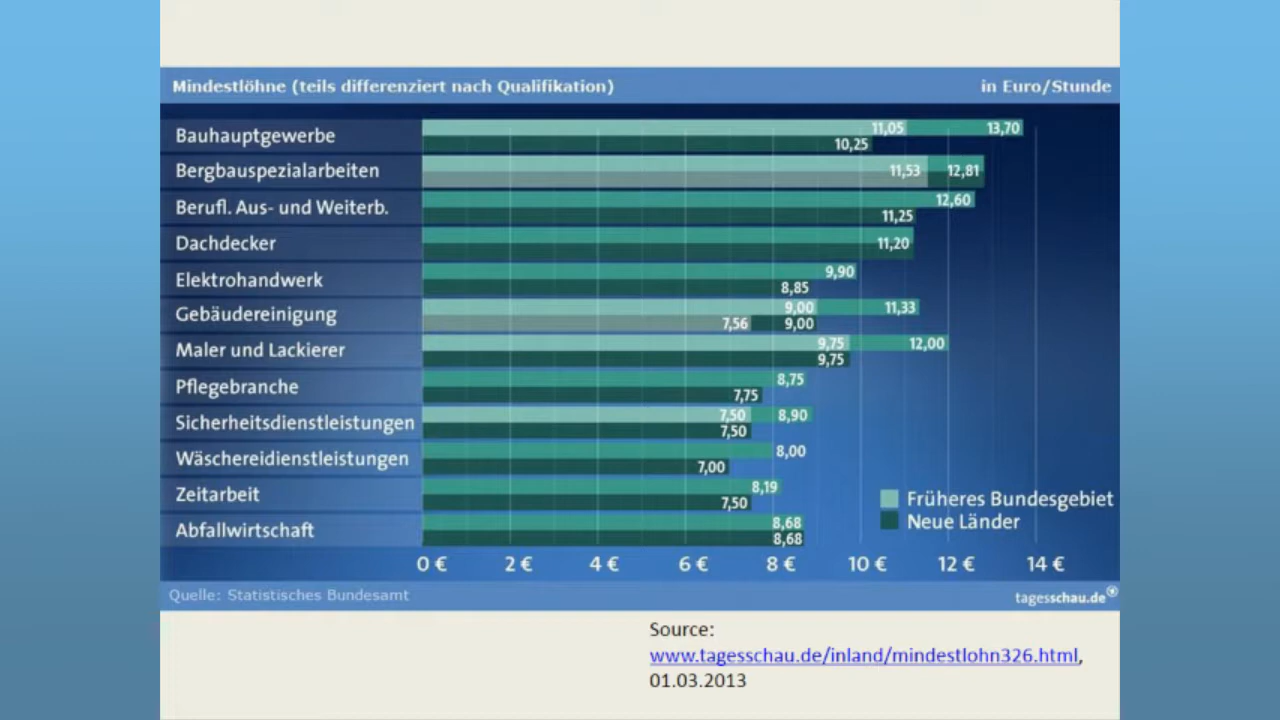 Mindestlöhne (teils differenziert nach Qualifikation) in Euro/Stunde
Bauhauptgewerbe 11,05 13,70
10,25
Bergbauspezialarbeiten 11,53 12,81
Berufl. Aus- und Weiterb. 12,60
11,25
Dachdecker 11,20
Elektrohandwerk 9,90
8,85
Gebäudereinigung 9,00 11,33
7,56 9,00
Maler und Lackierer 9,75 12,00
9,75
Pflegebranche 8,75
7,75
Sicherheitsdienstleistungen 7,50 8,90
7,50
Wäschereidienstleistungen 8,00
7,00
Zeitarbeit 8,19
7,50
Abfallwirtschaft 8,68
8,68
Früheres Bundesgebiet
Neue Länder
0 € 2 € 4 € 6 € 8 € 10 € 12 € 14 €
Quelle: Statistisches Bundesamt tagesschau.de
Source:
www.tagesschau.de/inland/mindestlohn326.html,
01.03.2013